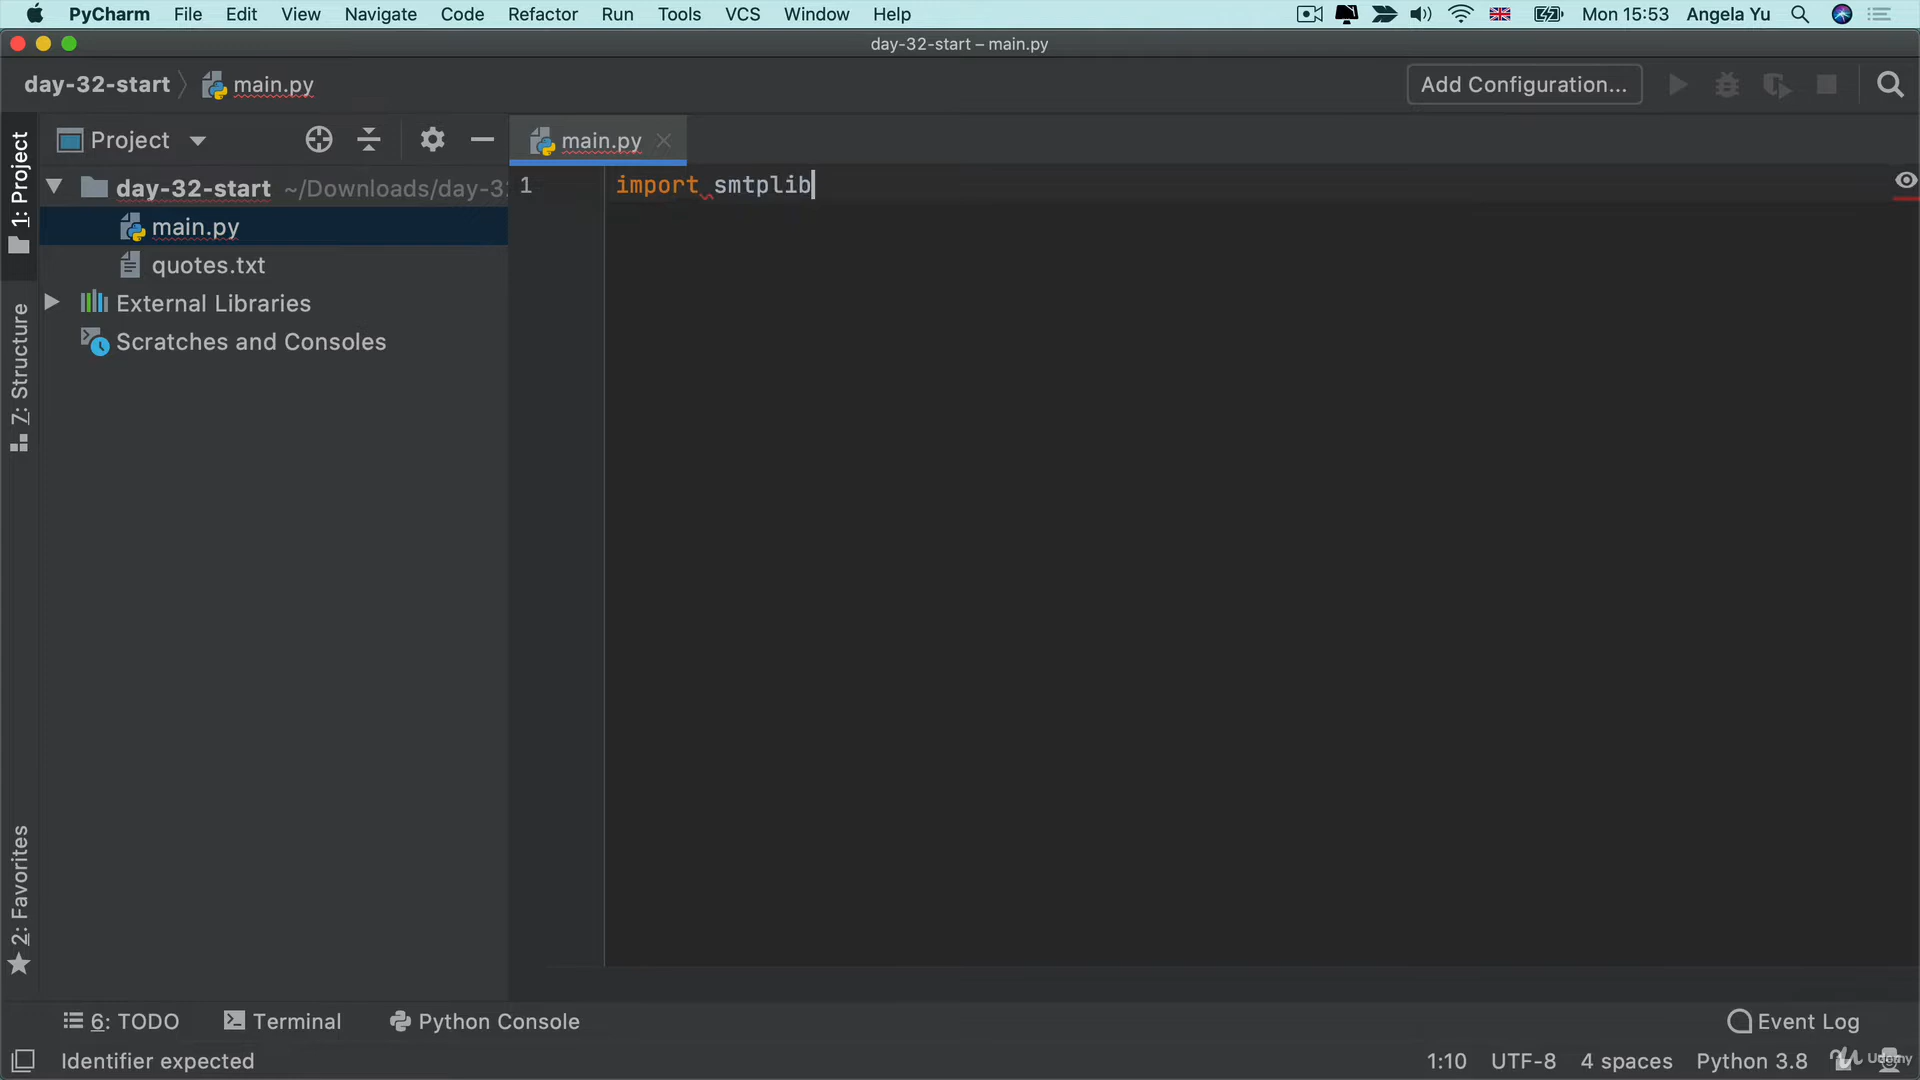 PyCharm File Edit View Navigate Code Refactor Run Tools VCS Window Help Mon 15:53 Angela Yu
day-32-start – main.py
day-32-start main.py Add Configuration...
Project
main.py
1: Project
day-32-start ~/Downloads/day-3
1 import smtplib
main.py
quotes.txt
External Libraries
Scratches and Consoles
7: Structure
2: Favorites
6: TODO Terminal Python Console Event Log
Identifier expected 1:10 UTF-8 4 spaces Python 3.8
Udemy